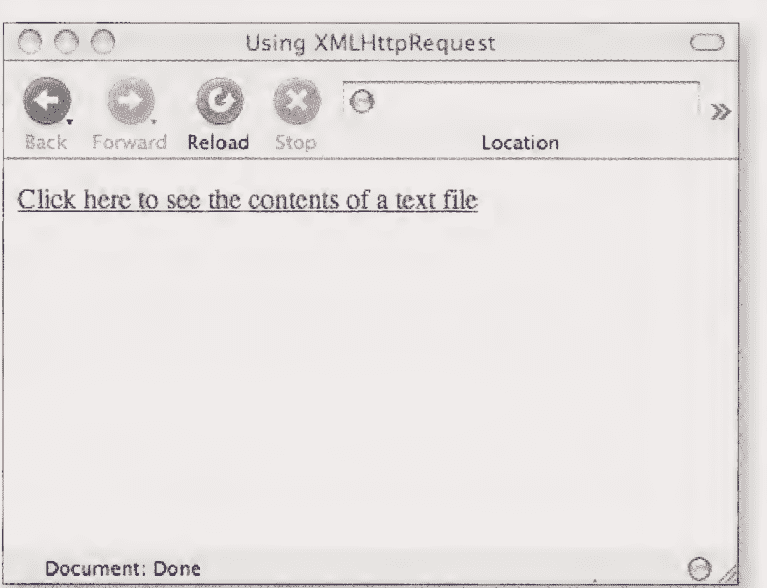 Using XMLHttpRequest
Back Forward Reload Stop
Location
Click here to see the contents of a text file
Document: Done